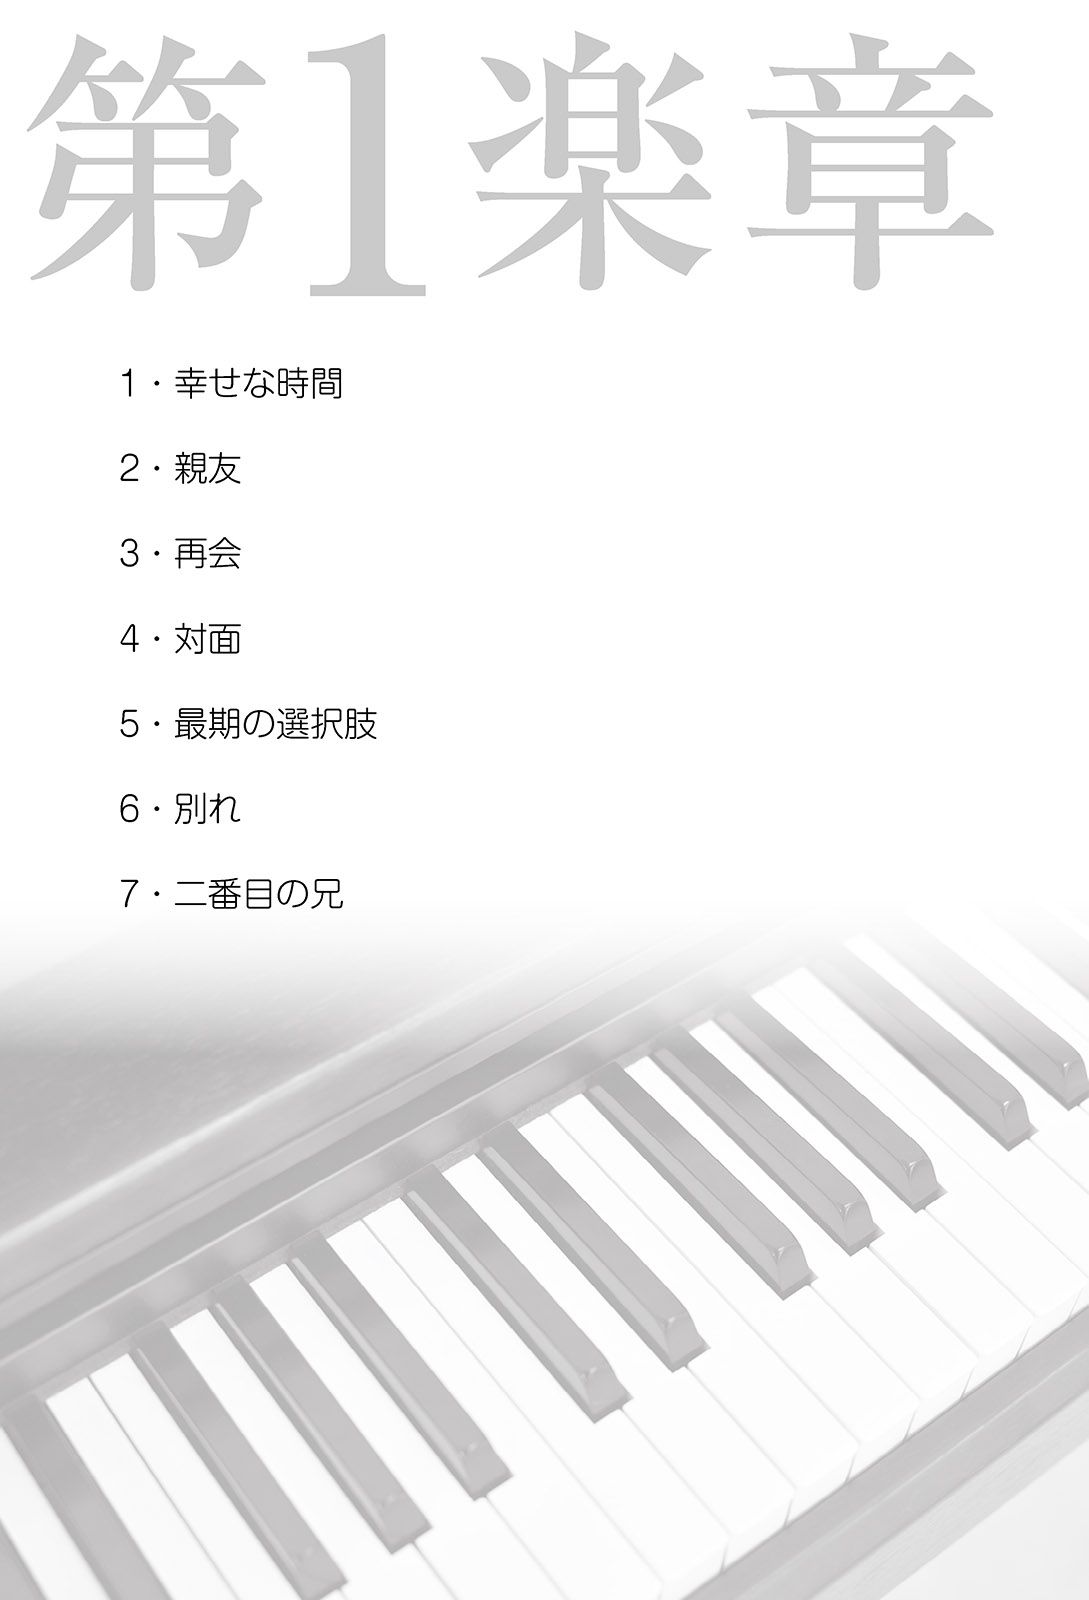 第1楽章
1・幸せな時間
2・親友
3・再会
4・対面
5・最期の選択肢
6・別れ
7・二番目の兄